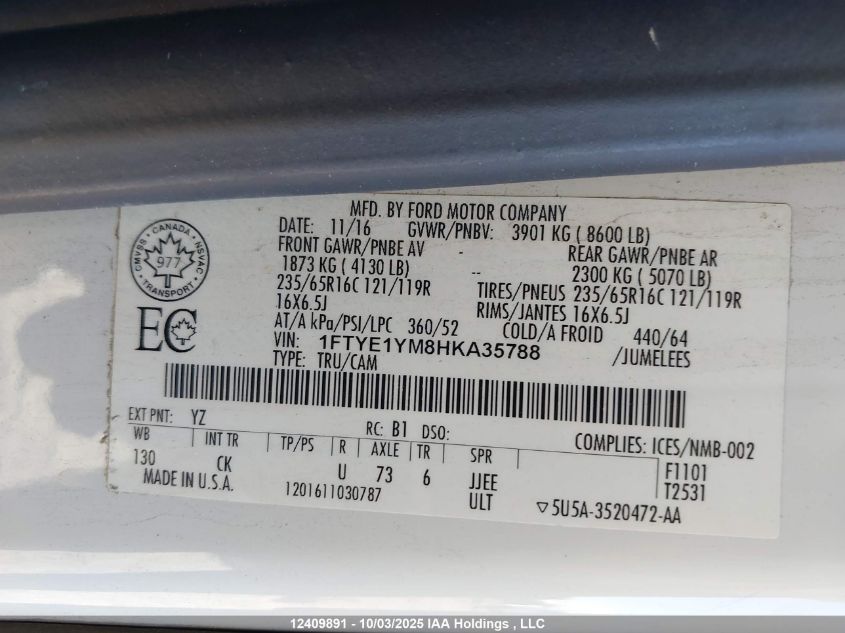 MFD. BY FORD MOTOR COMPANY
DATE: 11/16 GVWR/PNBV: 3901 KG ( 8600 LB)
FRONT GAWR/PNBE AV - REAR GAWR/PNBE AR
1873 KG ( 4130 LB) -- 2300 KG ( 5070 LB)
235/65R16C 121/119R TIRES/PNEUS 235/65R16C 121/119R
16X6.5J RIMS/JANTES 16X6.5J
AT/A kPa/PSI/LPC 360/52 COLD/A FROID 440/64
VIN: 1FTYE1YM8HKA35788 /JUMELEES
TYPE: TRU/CAM
CANADA
CMVSS NSVAC
977
TRANSPORT
EC
EXT PNT: YZ RC: B1 DSO: COMPLIES: ICES/NMB-002
WB INT TR TP/PS R AXLE TR SPR F1101
130 CK U 73 6 JJEE T2531
MADE IN U.S.A. 1201611030787 ULT ▽5U5A-3520472-AA
12409891 - 10/03/2025 IAA Holdings , LLC